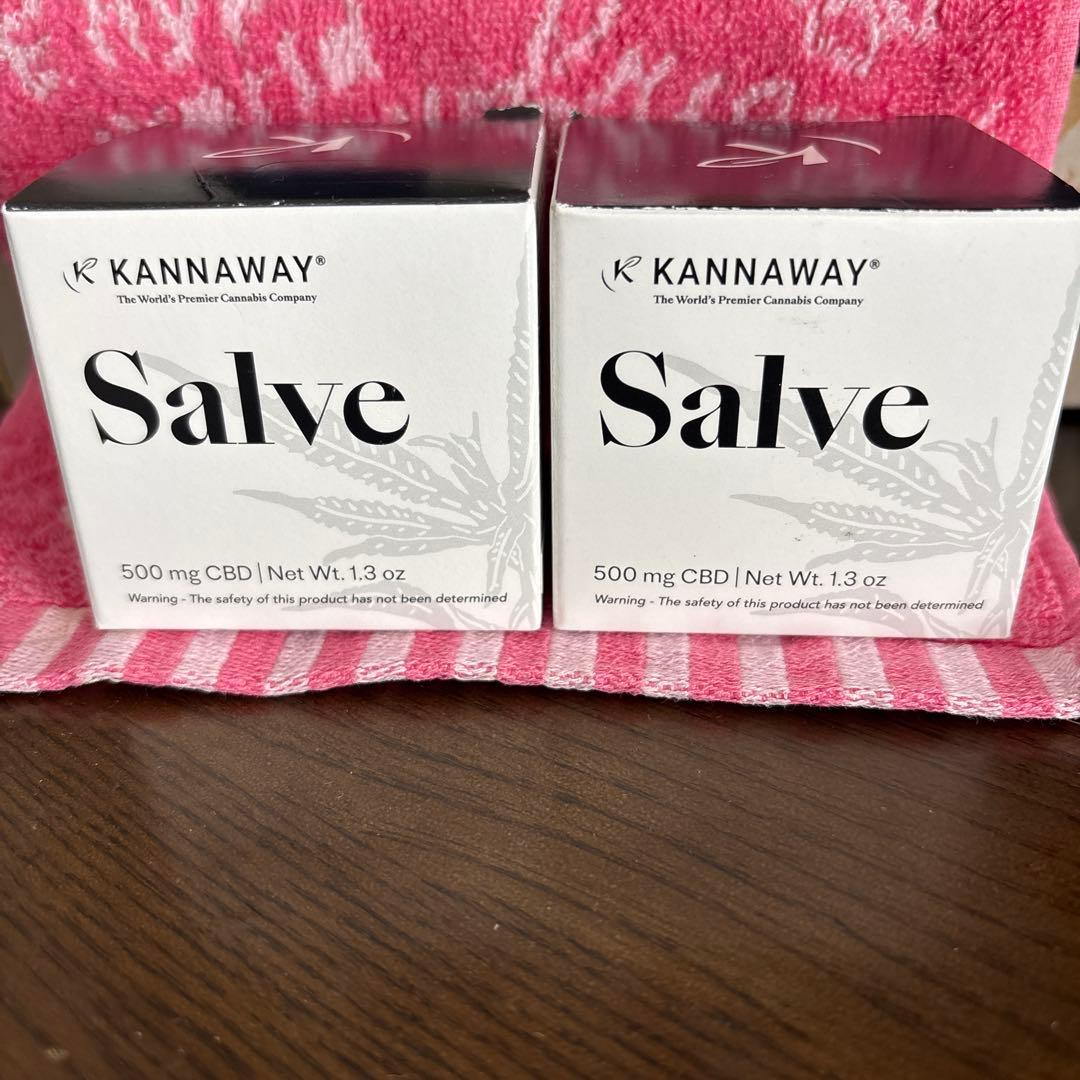 KANNAWAY®
The World's Premier Cannabis Company
Salve
500 mg CBD | Net Wt. 1.3 oz
Warning - The safety of this product has not been determined
KANNAWAY®
The World's Premier Cannabis Company
Salve
500 mg CBD | Net Wt. 1.3 oz
Warning - The safety of this product has not been determined